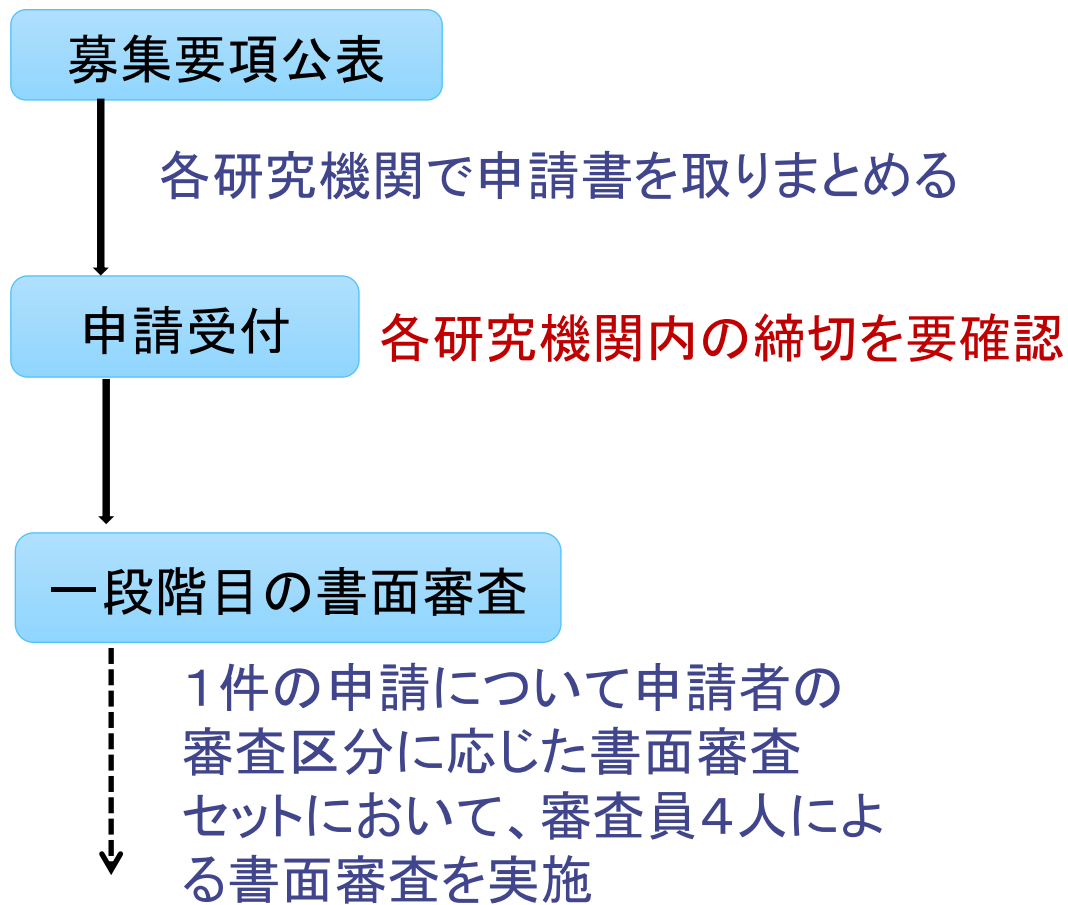 募集要項公表
各研究機関で申請書を取りまとめる
申請受付
各研究機関内の締切を要確認
一段階目の書面審査
１件の申請について申請者の
審査区分に応じた書面審査
セットにおいて、審査員４人によ
る書面審査を実施